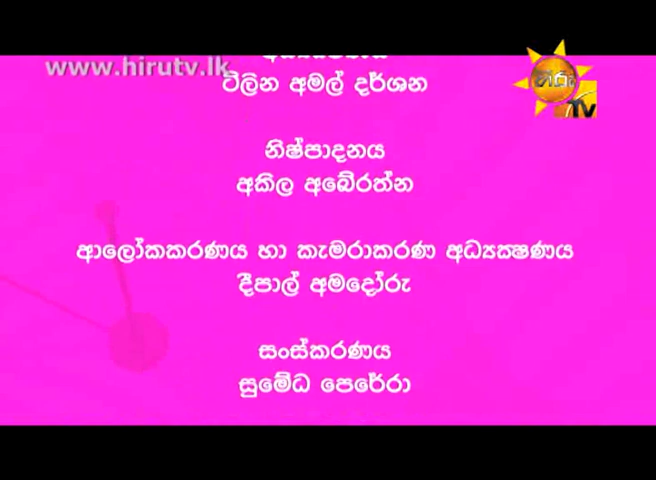 www.hirutv.lk
හිරු
TV
ටිලින අමල් දර්ශන
නිෂ්පාදනය
අකිල අබේරත්න
ආලෝකකරණය හා කැමරාකරණ අධ්‍යක්ෂණය
දීපාල් අමදෝරු
සංස්කරණය
සුමේධ පෙරේරා